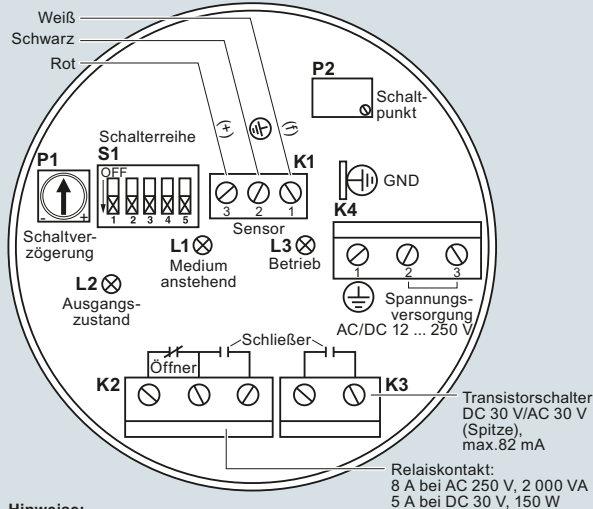 Weiß
Schwarz
Rot
(+)
(f)
P2
Schalt-
punkt
Schalterreihe
S1
OFF
1 2 3 4 5
P1
- +
Schaltver-
zögerung
K1
3 2 1
Sensor
GND
K4
1 2 3
Spannungs-
versorgung
AC/DC 12 ... 250 V
L1
Medium
anstehend
L3
Betrieb
L2
Ausgangs-
zustand
Schließer
Öffner
K2
K3
Transistorschalter
DC 30 V/AC 30 V
(Spitze),
max.82 mA
Relaiskontakt:
8 A bei AC 250 V, 2 000 VA
5 A bei DC 30 V, 150 W
Hinweise: